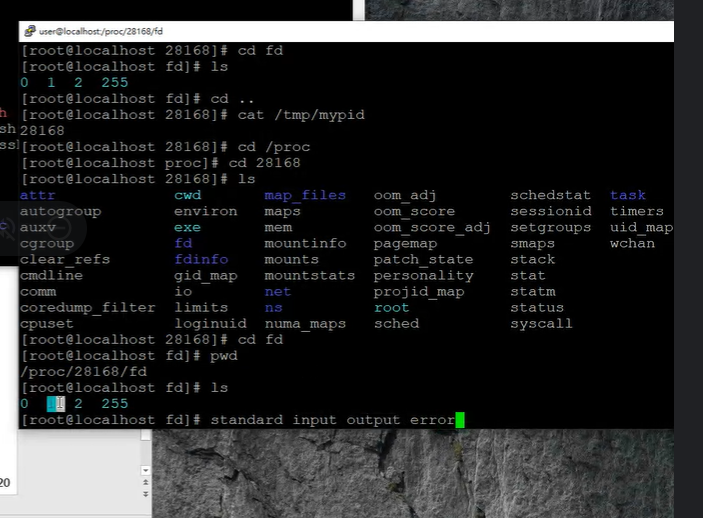 user@localhost:/proc/28168/fd
[root@localhost 28168]# cd fd
[root@localhost fd]# ls
0 1 2 255
[root@localhost fd]# cd ..
[root@localhost 28168]# cat /tmp/mypid
28168
[root@localhost 28168]# cd /proc
[root@localhost proc]# cd 28168
[root@localhost 28168]# ls
attr cwd map_files oom_adj schedstat task
autogroup environ maps oom_score sessionid timers
auxv exe mem oom_score_adj setgroups uid_map
cgroup fd mountinfo pagemap smaps wchan
clear_refs fdinfo mounts patch_state stack
cmdline gid_map mountstats personality stat
comm io net projid_map statm
coredump_filter limits ns root status
cpuset loginuid numa_maps sched syscall
[root@localhost 28168]# cd fd
[root@localhost fd]# pwd
/proc/28168/fd
[root@localhost fd]# ls
0 1 2 255
[root@localhost fd]# standard input output error
20